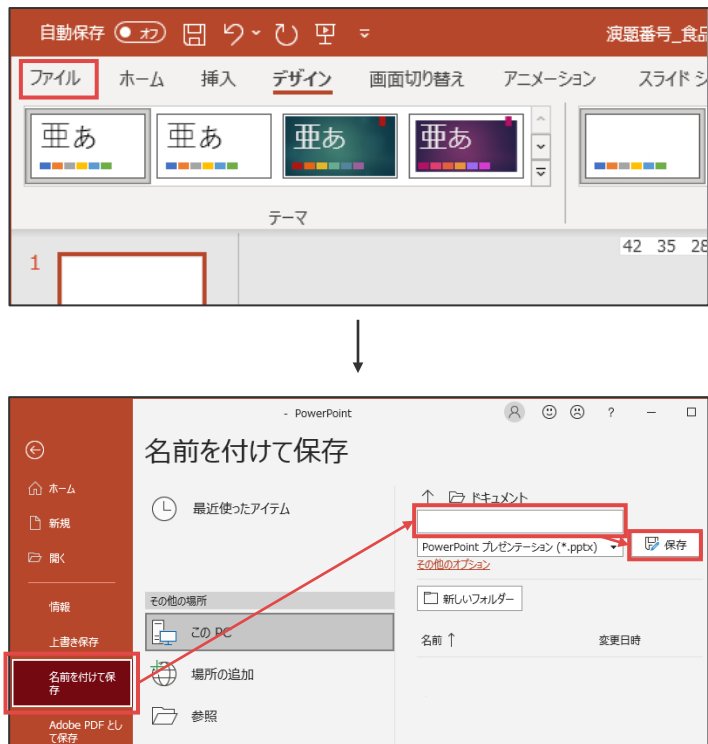 自動保存 オフ 演題番号_食品
ファイル ホーム 挿入 デザイン 画面切り替え アニメーション スライド シ
亜あ 亜あ 亜あ 亜あ
テーマ
42 35 28
1
- PowerPoint ?
名前を付けて保存
ホーム
新規
開く
情報
上書き保存
名前を付けて保
存
Adobe PDF とし
て保存
最近使ったアイテム
その他の場所
この PC
場所の追加
参照
ドキュメント
PowerPoint プレゼンテーション (*.pptx) 保存
その他のオプション
新しいフォルダー
名前 ↑ 変更日時